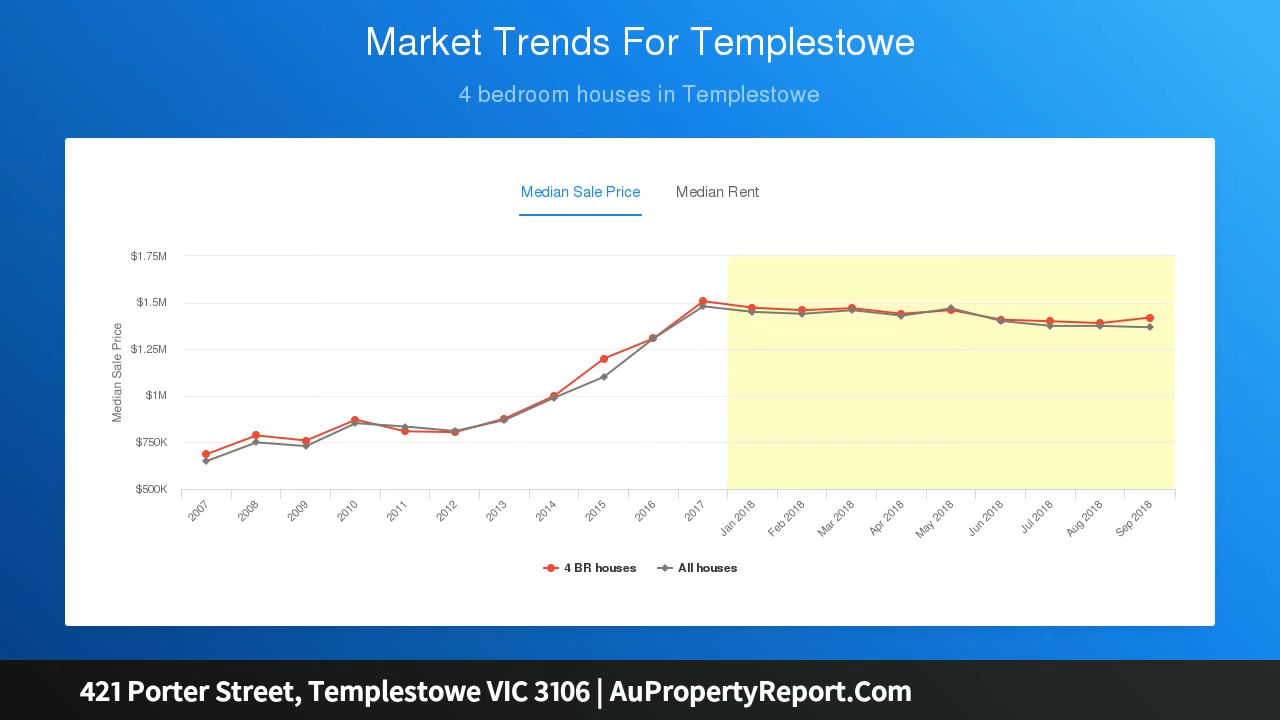 Market Trends For Templestowe
4 bedroom houses in Templestowe
Median Sale Price Median Rent
$1.75M
$1.5M
$1.25M
$1M
$750K
$500K
Median Sale Price
2007 2008 2009 2010 2011 2012 2013 2014 2015 2016 2017 Jan 2018 Feb 2018 Mar 2018 Apr 2018 May 2018 Jun 2018 Jul 2018 Aug 2018 Sep 2018
4 BR houses All houses
421 Porter Street, Templestowe VIC 3106 | AuPropertyReport.Com